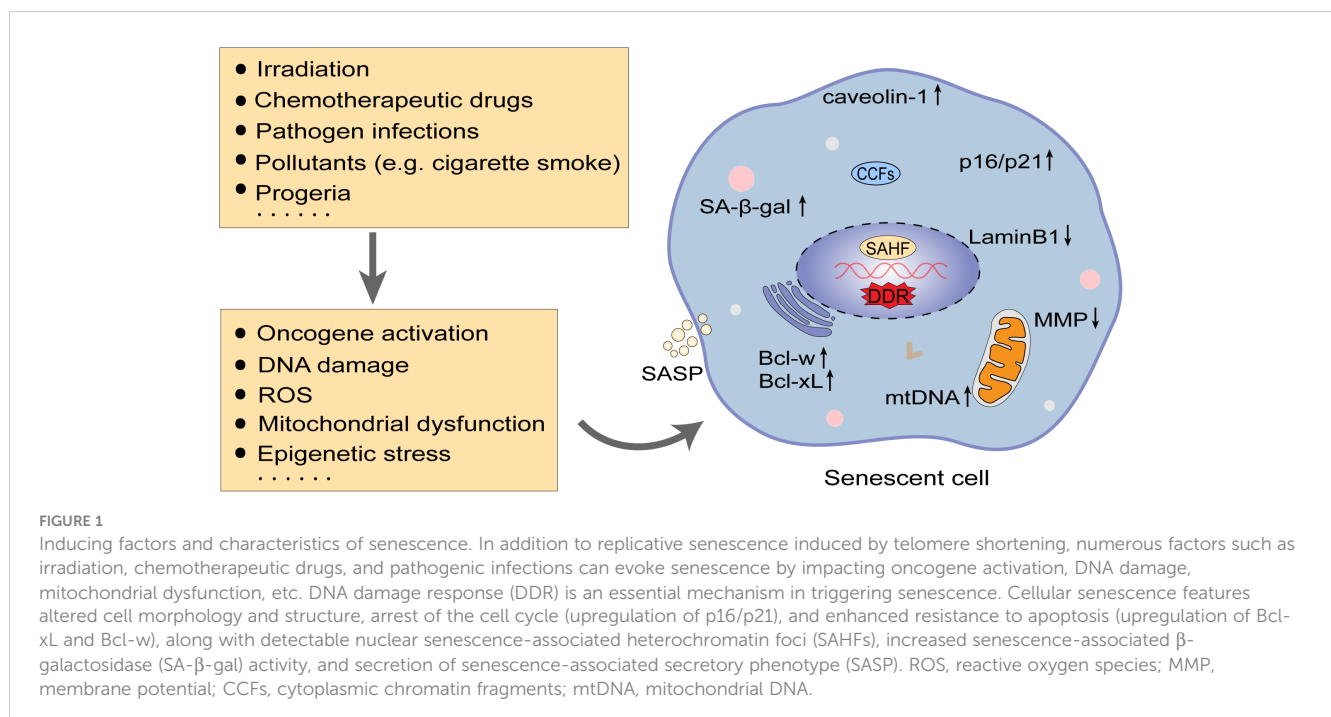 • Irradiation
• Chemotherapeutic drugs
• Pathogen infections
• Pollutants (e.g. cigarette smoke)
• Progeria
· · · · · ·
• Oncogene activation
• DNA damage
• ROS
• Mitochondrial dysfunction
• Epigenetic stress
· · · · · ·
caveolin-1↑
p16/p21↑
CCFs
SA-β-gal ↑
LaminB1↓
SAHF
DDR
MMP↓
SASP
Bcl-w↑
Bcl-xL↑
mtDNA↑
Senescent cell
FIGURE 1
Inducing factors and characteristics of senescence. In addition to replicative senescence induced by telomere shortening, numerous factors such as
irradiation, chemotherapeutic drugs, and pathogenic infections can evoke senescence by impacting oncogene activation, DNA damage,
mitochondrial dysfunction, etc. DNA damage response (DDR) is an essential mechanism in triggering senescence. Cellular senescence features
altered cell morphology and structure, arrest of the cell cycle (upregulation of p16/p21), and enhanced resistance to apoptosis (upregulation of Bcl-
xL and Bcl-w), along with detectable nuclear senescence-associated heterochromatin foci (SAHFs), increased senescence-associated β-
galactosidase (SA-β-gal) activity, and secretion of senescence-associated secretory phenotype (SASP). ROS, reactive oxygen species; MMP,
membrane potential; CCFs, cytoplasmic chromatin fragments; mtDNA, mitochondrial DNA.